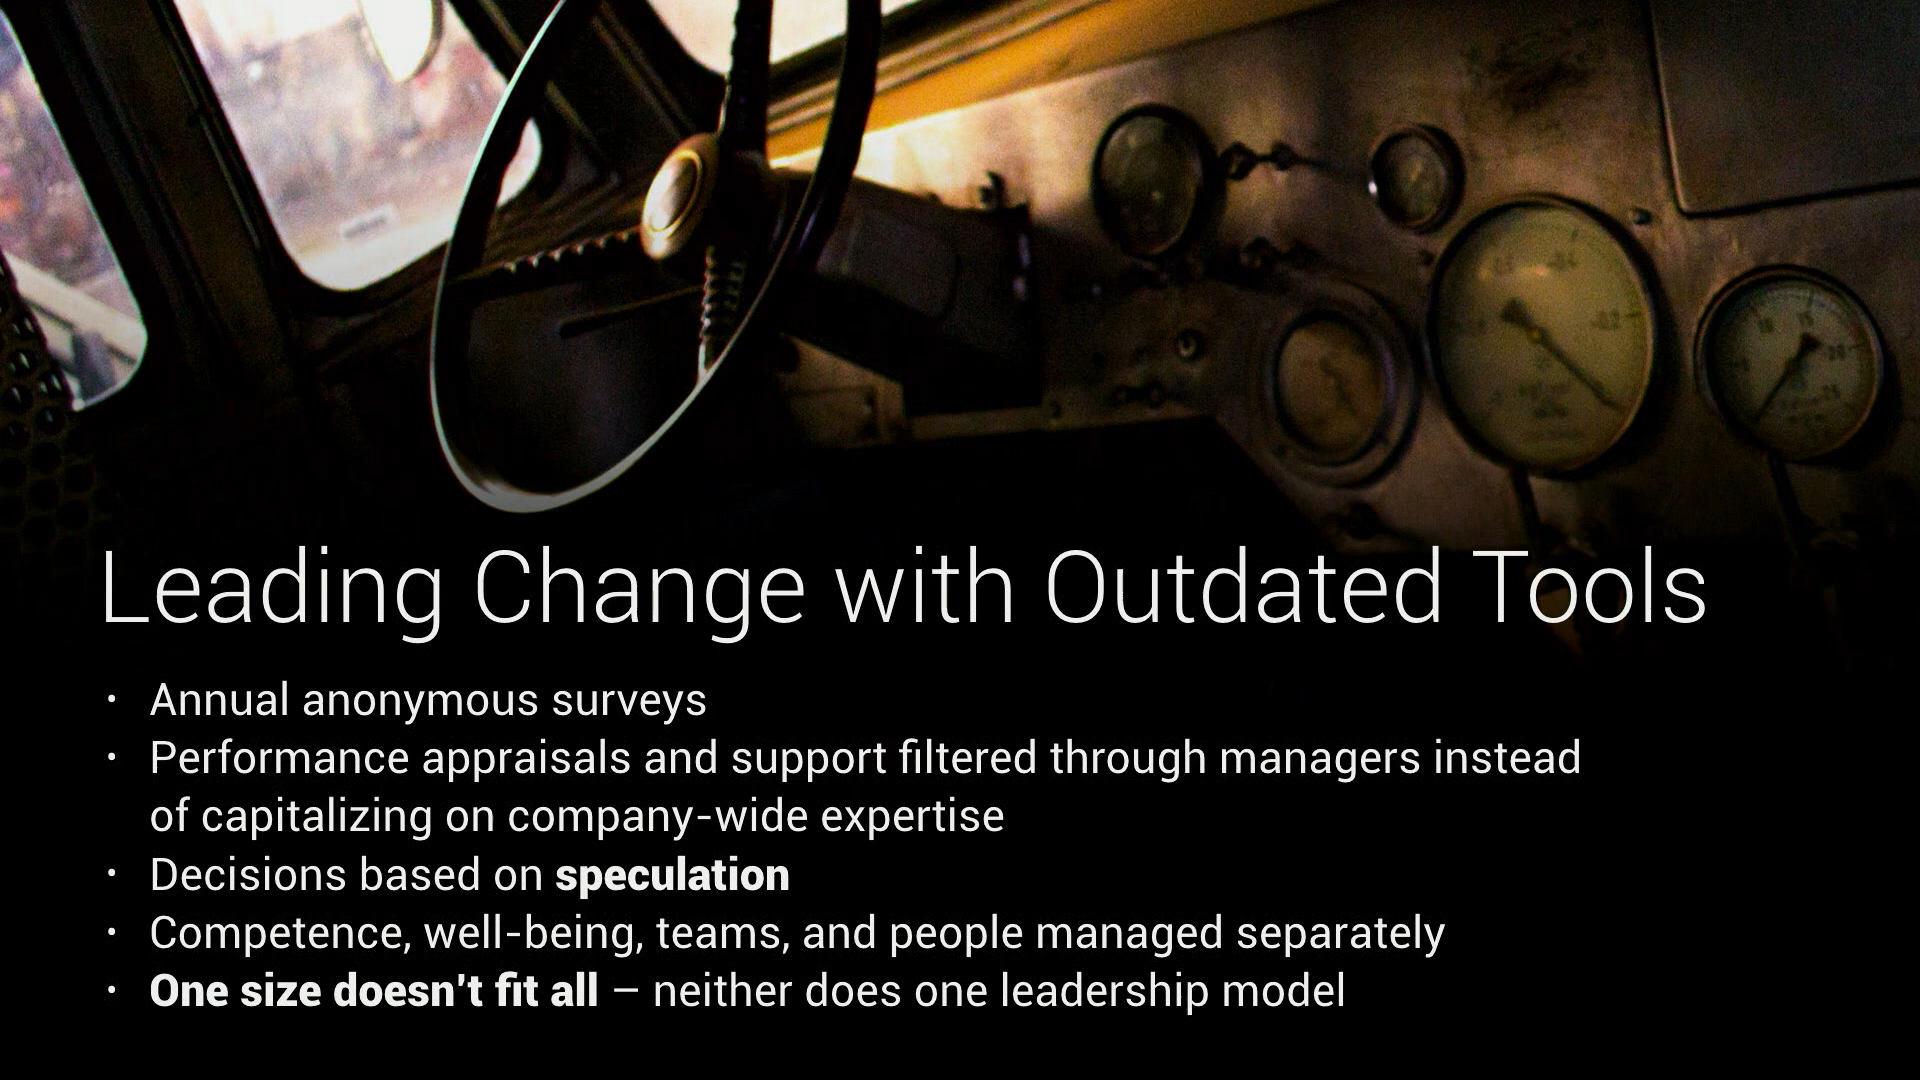 Leading Change with Outdated Tools
• Annual anonymous surveys
• Performance appraisals and support filtered through managers instead
of capitalizing on company-wide expertise
• Decisions based on speculation
• Competence, well-being, teams, and people managed separately
• One size doesn't fit all – neither does one leadership model